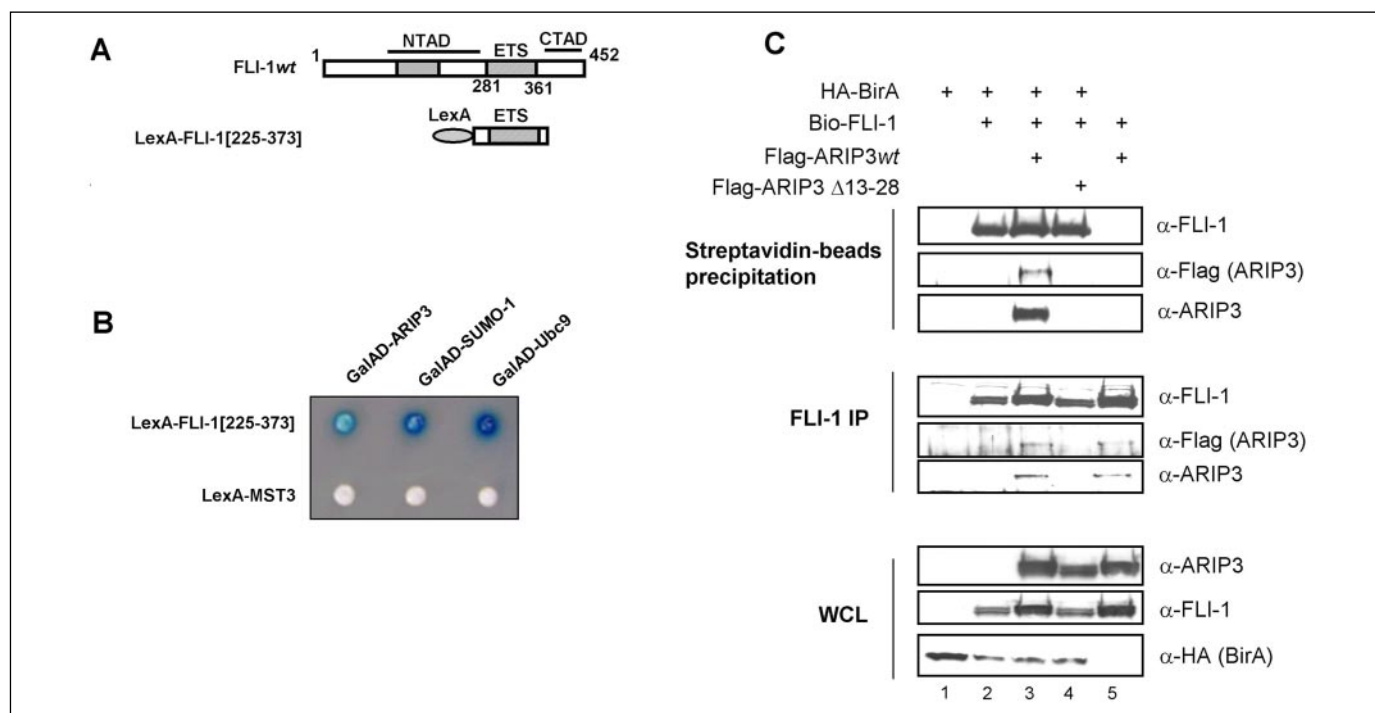 A
NTAD ETS CTAD
1 452
FLI-1wt
281 361
LexA ETS
LexA-FLI-1[225-373]
B
GalAD-ARIP3
GalAD-SUMO-1
GalAD-Ubc9
LexA-FLI-1[225-373]
LexA-MST3
C
HA-BirA + + + +
Bio-FLI-1 + + + +
Flag-ARIP3wt + +
Flag-ARIP3 Δ13-28 +
Streptavidin-beads
precipitation
α-FLI-1
α-Flag (ARIP3)
α-ARIP3
FLI-1 IP
α-FLI-1
α-Flag (ARIP3)
α-ARIP3
WCL
α-ARIP3
α-FLI-1
α-HA (BirA)
1 2 3 4 5